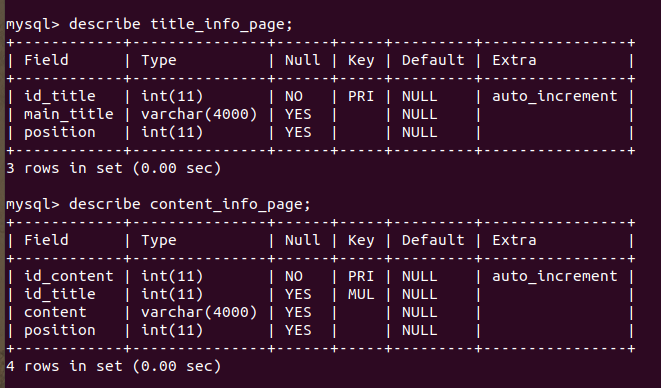 mysql> describe title_info_page;
+------------+---------------+------+-----+---------+----------------+
| Field      | Type          | Null | Key | Default | Extra          |
+------------+---------------+------+-----+---------+----------------+
| id_title   | int(11)       | NO   | PRI | NULL    | auto_increment |
| main_title | varchar(4000) | YES  |     | NULL    |                |
| position   | int(11)       | YES  |     | NULL    |                |
+------------+---------------+------+-----+---------+----------------+
3 rows in set (0.00 sec)
mysql> describe content_info_page;
+------------+---------------+------+-----+---------+----------------+
| Field      | Type          | Null | Key | Default | Extra          |
+------------+---------------+------+-----+---------+----------------+
| id_content | int(11)       | NO   | PRI | NULL    | auto_increment |
| id_title   | int(11)       | YES  | MUL | NULL    |                |
| content    | varchar(4000) | YES  |     | NULL    |                |
| position   | int(11)       | YES  |     | NULL    |                |
+------------+---------------+------+-----+---------+----------------+
4 rows in set (0.00 sec)